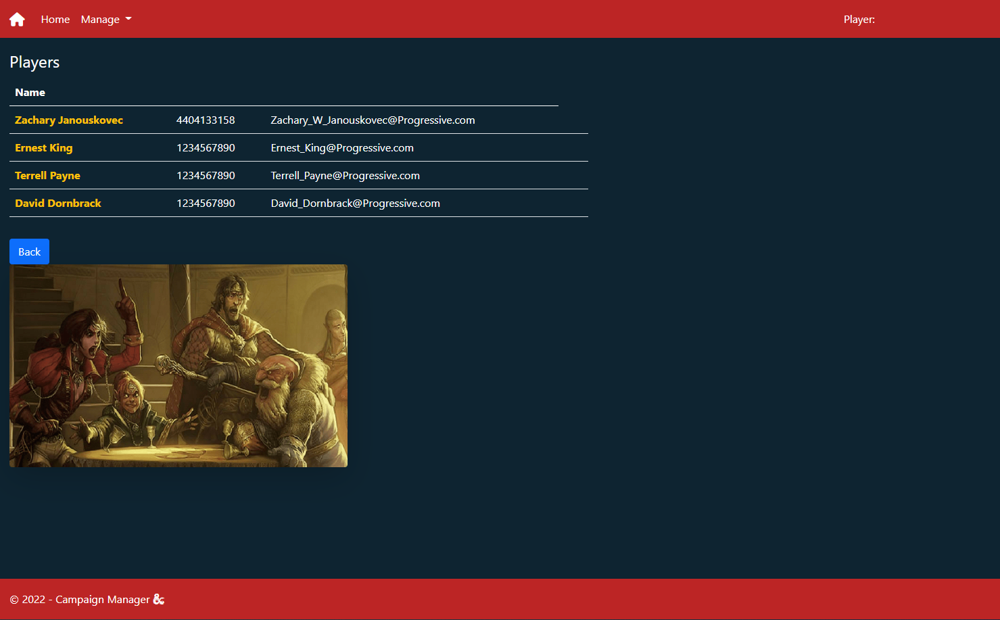 Home Manage Player:
Players
Name
Zachary Janouskovec 4404133158 Zachary_W_Janouskovec@Progressive.com
Ernest King 1234567890 Ernest_King@Progressive.com
Terrell Payne 1234567890 Terrell_Payne@Progressive.com
David Dornbrack 1234567890 David_Dornbrack@Progressive.com
Back
© 2022 - Campaign Manager &